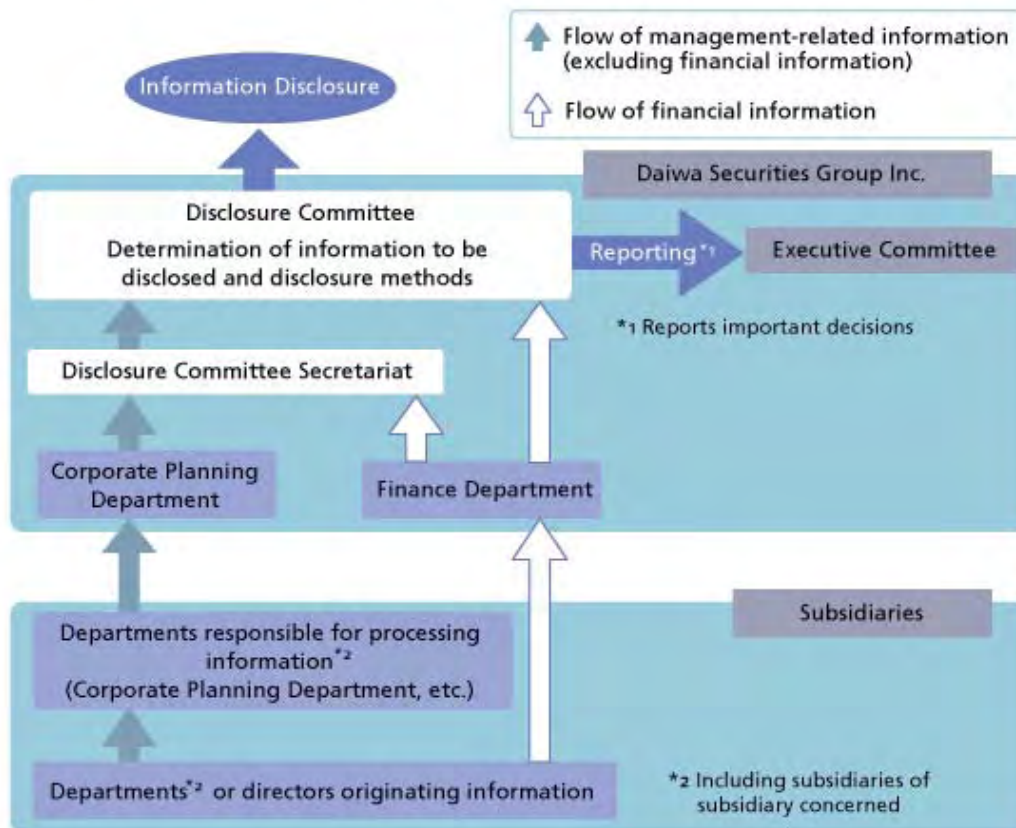 Flow of management-related information
(excluding financial information)
Flow of financial information
Information Disclosure
Daiwa Securities Group Inc.
Disclosure Committee
Determination of information to be
disclosed and disclosure methods
Reporting*1
Executive Committee
*1 Reports important decisions
Disclosure Committee Secretariat
Corporate Planning
Department
Finance Department
Subsidiaries
Departments responsible for processing
information*2
(Corporate Planning Department, etc.)
Departments*2 or directors originating information
*2 Including subsidiaries of
subsidiary concerned